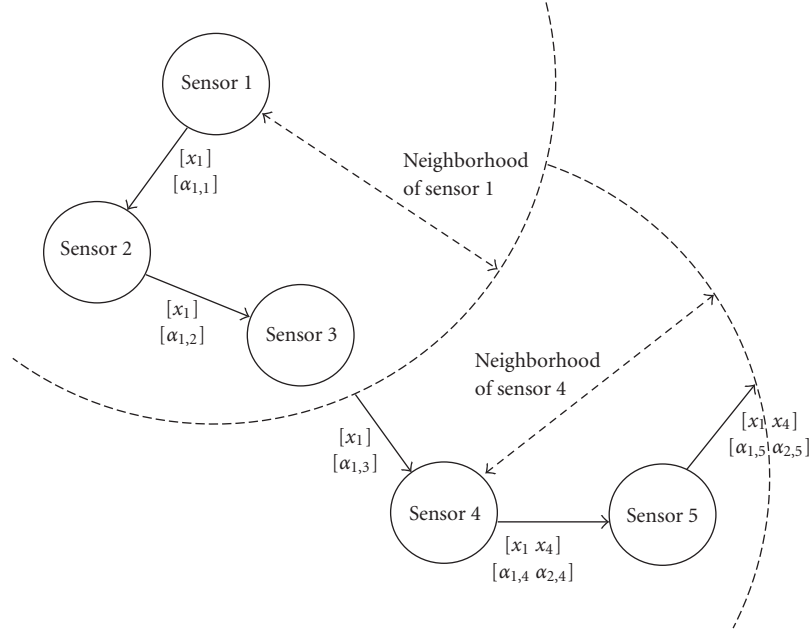 Sensor 1
[x₁]
[α₁,₁]
Neighborhood
of sensor 1
Sensor 2
[x₁]
[α₁,₂]
Sensor 3
Neighborhood
of sensor 4
[x₁]
[α₁,₃]
[x₁ x₄]
[α₁,₅ α₂,₅]
Sensor 4
Sensor 5
[x₁ x₄]
[α₁,₄ α₂,₄]